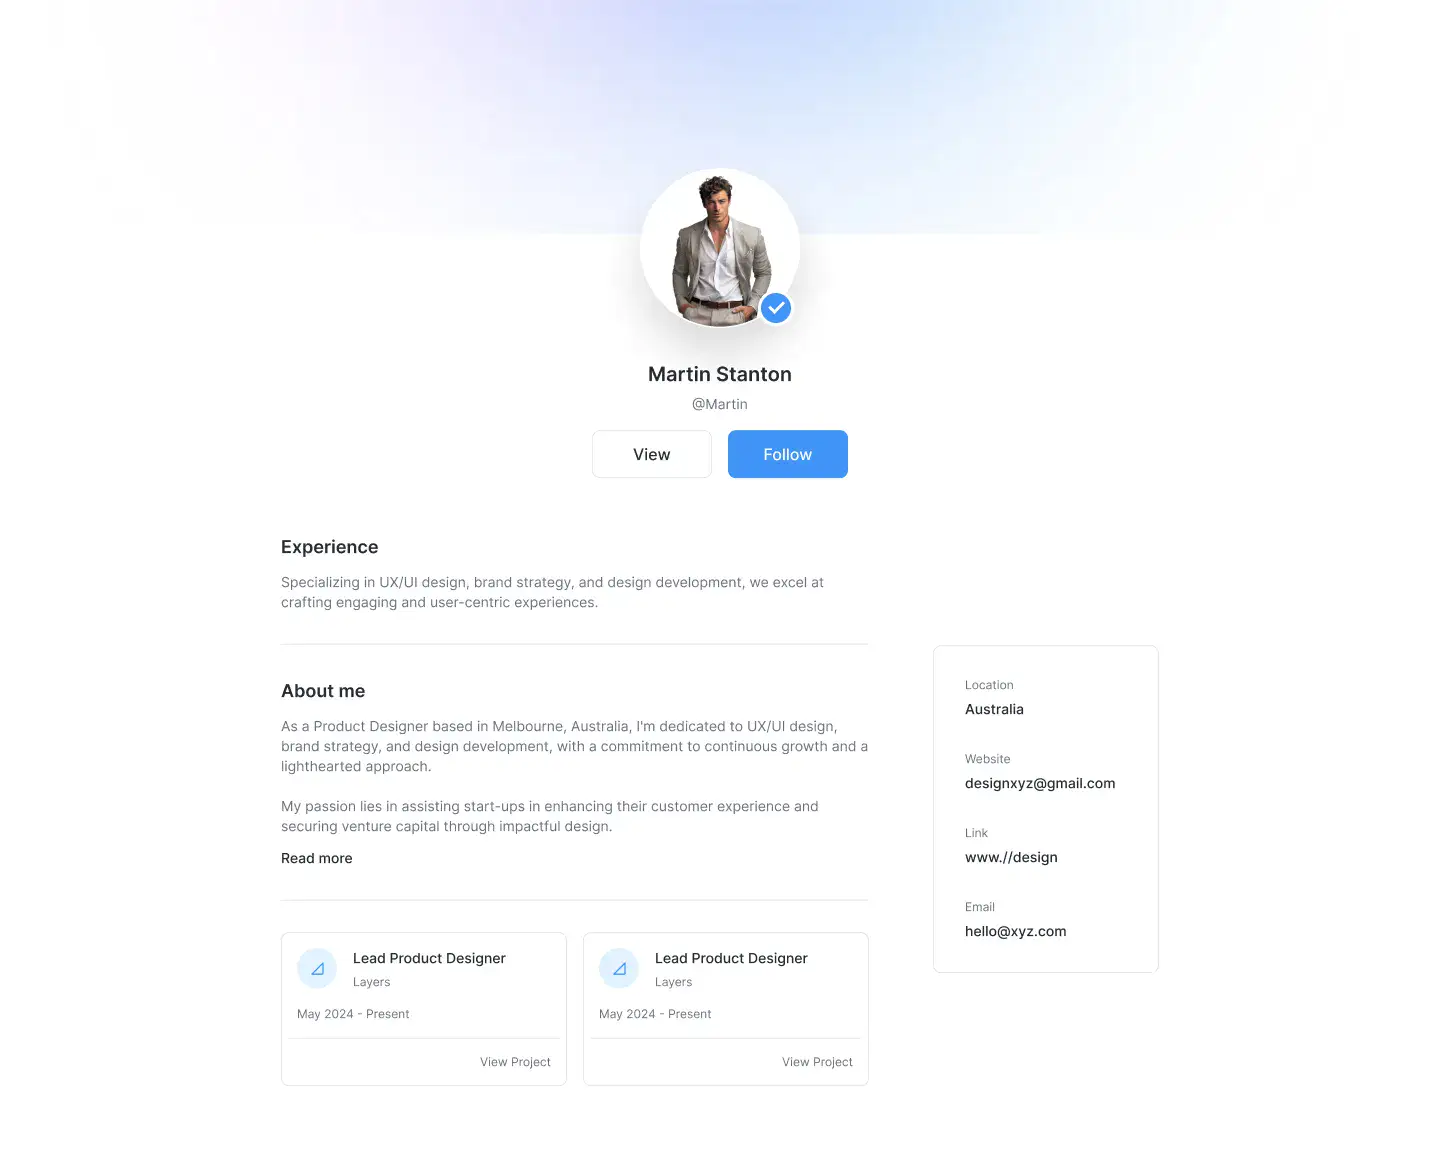 Martin Stanton
@Martin
View
Follow
Experience
Specializing in UX/UI design, brand strategy, and design development, we excel at
crafting engaging and user-centric experiences.
About me
As a Product Designer based in Melbourne, Australia, I'm dedicated to UX/UI design,
brand strategy, and design development, with a commitment to continuous growth and a
lighthearted approach.
My passion lies in assisting start-ups in enhancing their customer experience and
securing venture capital through impactful design.
Read more
Lead Product Designer
Layers
May 2024 - Present
View Project
Lead Product Designer
Layers
May 2024 - Present
View Project
Location
Australia
Website
designxyz@gmail.com
Link
www.//design
Email
hello@xyz.com